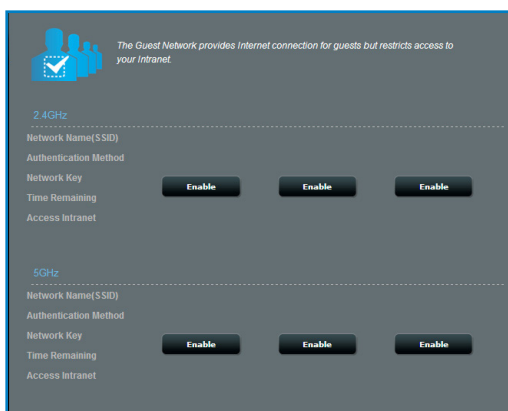 The Guest Network provides Internet connection for guests but restricts access to
your Intranet.
2.4GHz
Network Name(SSID)
Authentication Method
Network Key
Enable Enable Enable
Time Remaining
Access Intranet
5GHz
Network Name(SSID)
Authentication Method
Network Key
Enable Enable Enable
Time Remaining
Access Intranet